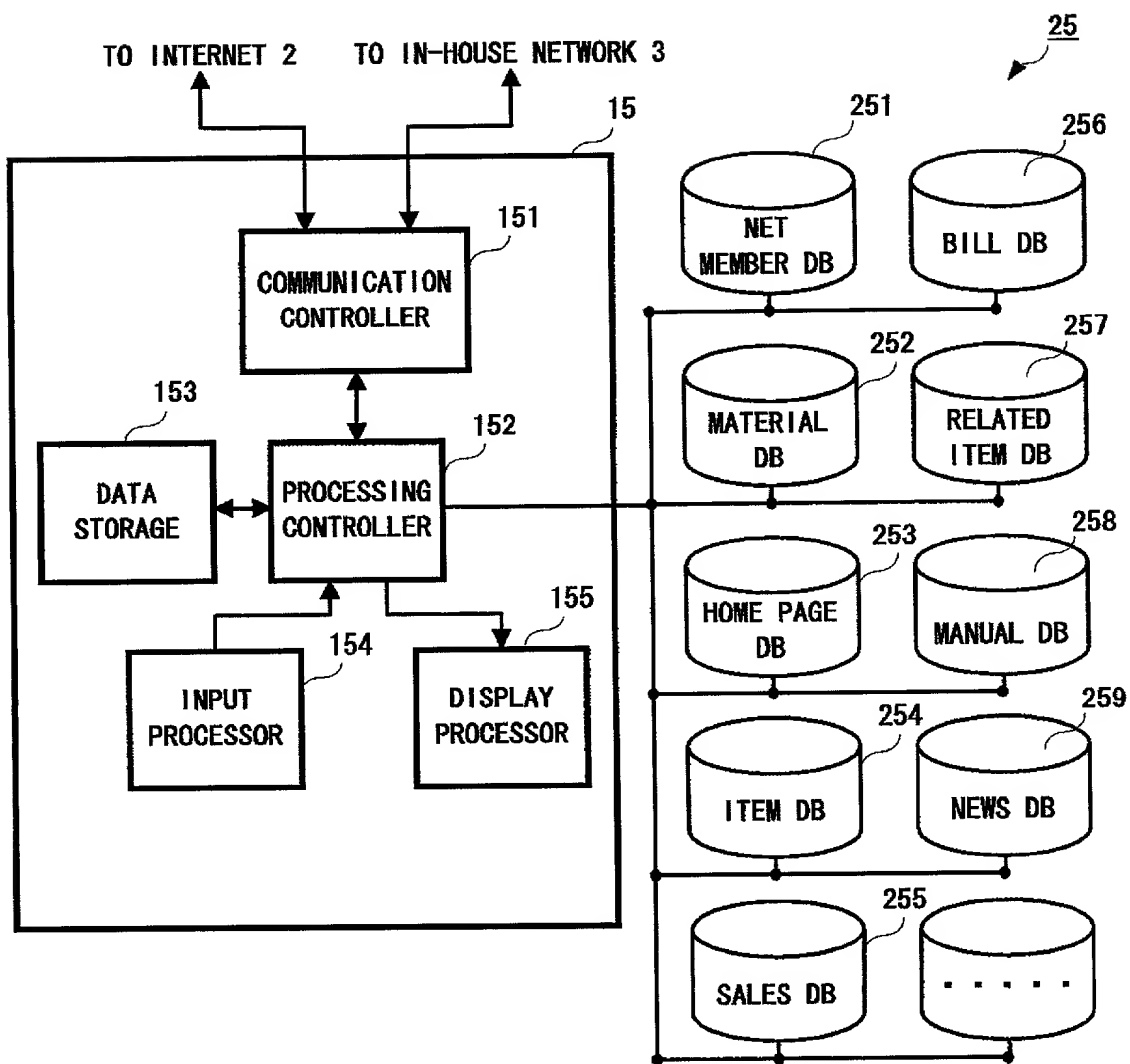 25
TO INTERNET 2
TO IN-HOUSE NETWORK 3
15
251
256
NET
MEMBER DB
BILL DB
151
COMMUNICATION
CONTROLLER
252
257
MATERIAL
DB
RELATED
ITEM DB
153
152
DATA
STORAGE
PROCESSING
CONTROLLER
253
258
HOME PAGE
DB
MANUAL DB
154
155
INPUT
PROCESSOR
DISPLAY
PROCESSOR
254
259
ITEM DB
NEWS DB
255
SALES DB
.....